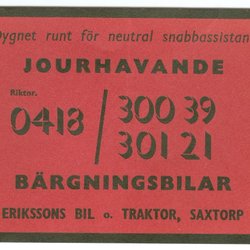 Dygnet runt för neutral snabbassistans
JOURHAVANDE
Riktnr.
0418 / 300 39
301 21
BÄRGNINGSBILAR
ERIKSSONS BIL o. TRAKTOR, SAXTORP